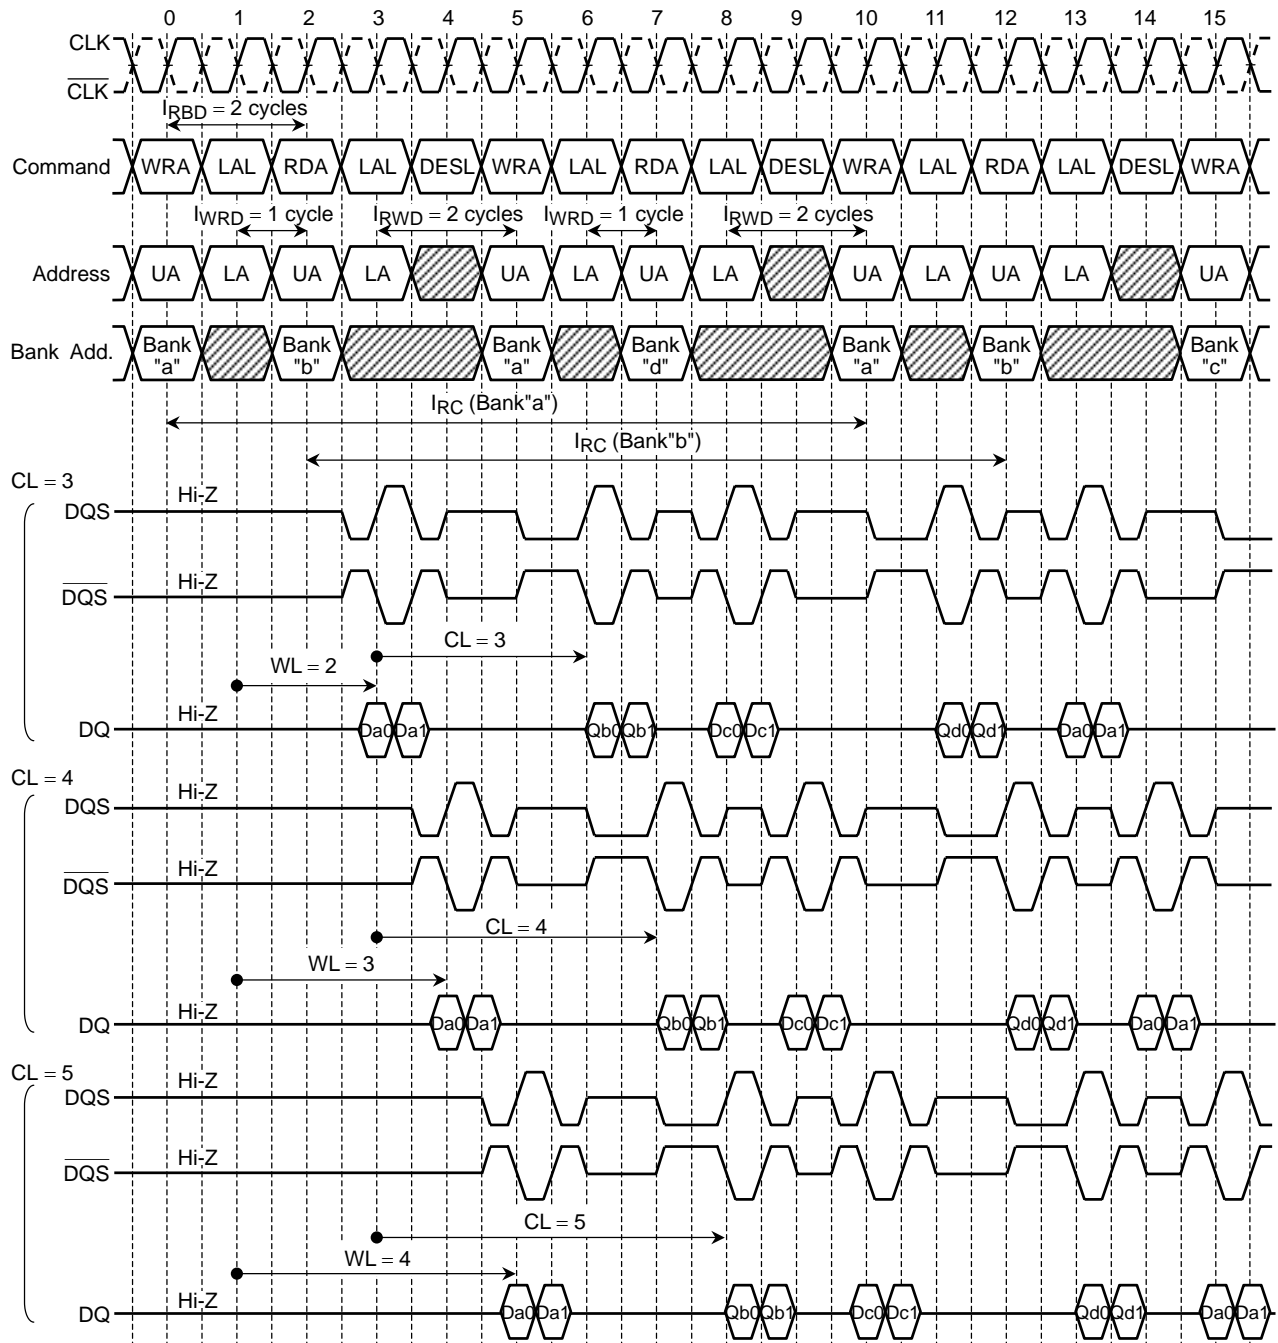 0 1 2 3 4 5 6 7 8 9 10 11 12 13 14 15
CLK
CLK
IRBD = 2 cycles
Command WRA LAL RDA LAL DESL WRA LAL RDA LAL DESL WRA LAL RDA LAL DESL WRA
IWRD = 1 cycle IRWD = 2 cycles IWRD = 1 cycle IRWD = 2 cycles
Address UA LA UA LA UA LA UA LA UA LA UA LA UA
Bank Add. Bank "a" Bank "b" Bank "a" Bank "d" Bank "a" Bank "b" Bank "c"
IRC (Bank"a")
IRC (Bank"b")
CL = 3
DQS Hi-Z
DQS Hi-Z
CL = 3
WL = 2
DQ Hi-Z Da0 Da1 Qb0 Qb1 Dc0 Dc1 Qd0 Qd1 Da0 Da1
CL = 4
DQS Hi-Z
DQS Hi-Z
CL = 4
WL = 3
DQ Hi-Z Da0 Da1 Qb0 Qb1 Dc0 Dc1 Qd0 Qd1 Da0 Da1
CL = 5
DQS Hi-Z
DQS Hi-Z
CL = 5
WL = 4
DQ Hi-Z Da0 Da1 Qb0 Qb1 Dc0 Dc1 Qd0 Qd1 Da0 Da1